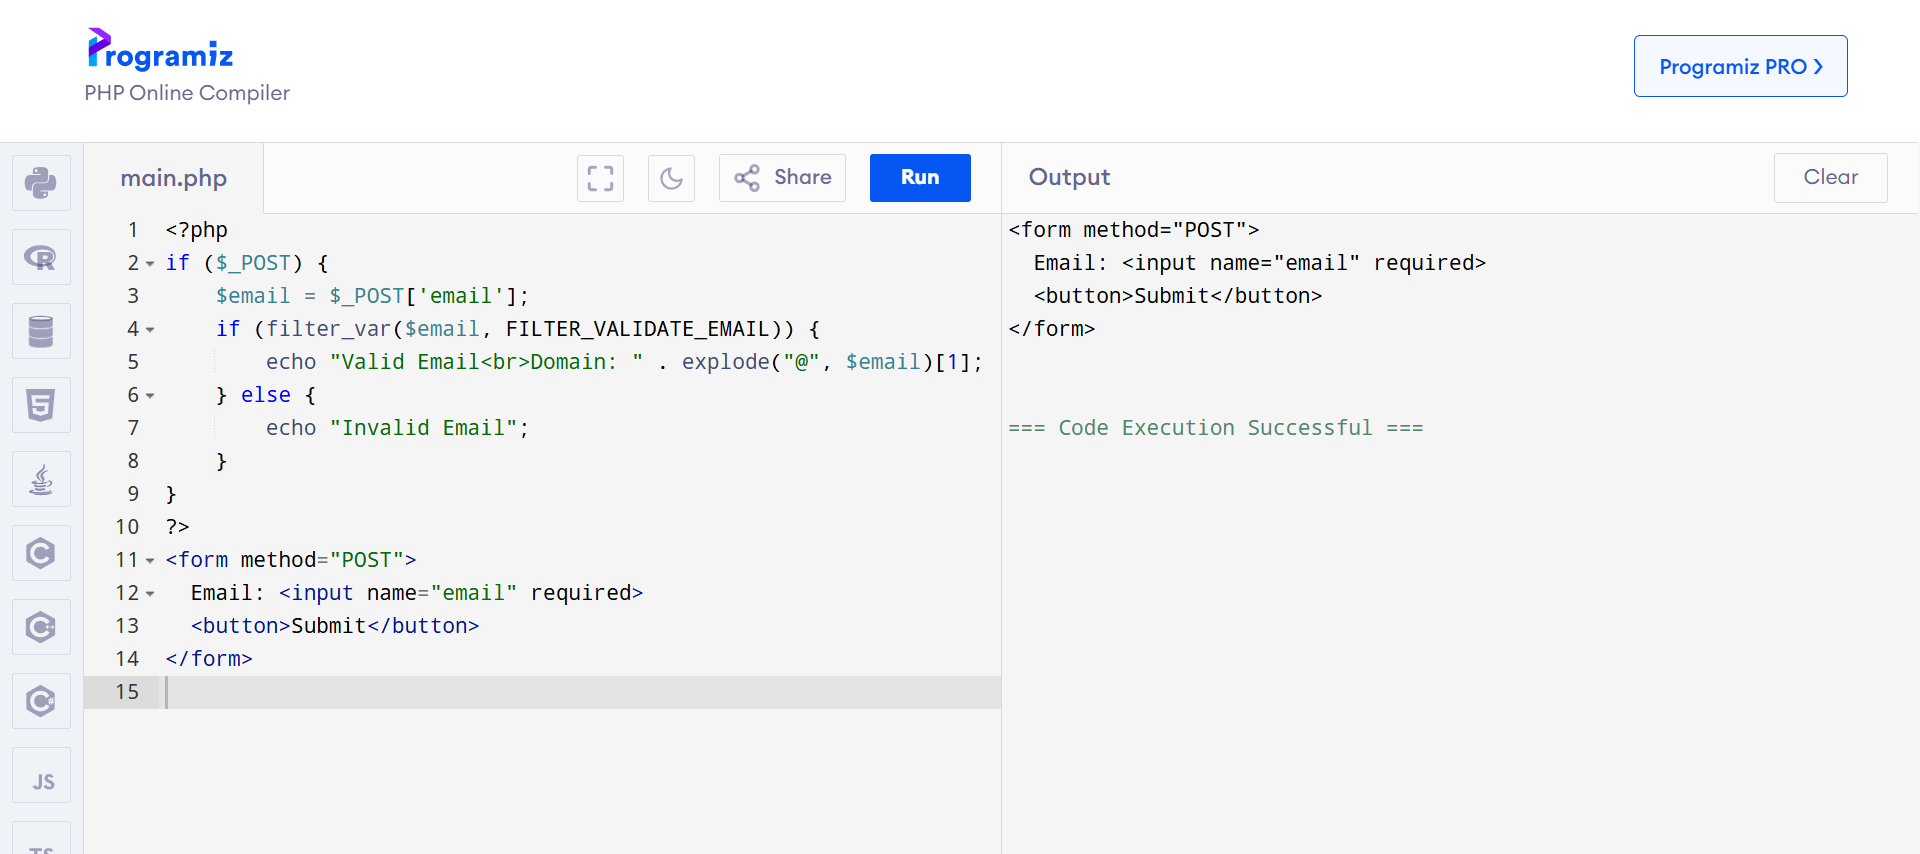 Programiz
PHP Online Compiler
Programiz PRO ❯
main.php
Share
Run
Output
Clear
1 <?php
2 if ($_POST) {
3     $email = $_POST['email'];
4     if (filter_var($email, FILTER_VALIDATE_EMAIL)) {
5         echo "Valid Email<br>Domain: " . explode("@", $email)[1];
6     } else {
7         echo "Invalid Email";
8     }
9 }
10 ?>
11 <form method="POST">
12   Email: <input name="email" required>
13   <button>Submit</button>
14 </form>
15
<form method="POST">
  Email: <input name="email" required>
  <button>Submit</button>
</form>
=== Code Execution Successful ===
R
5
C
C++
C#
JS
TS